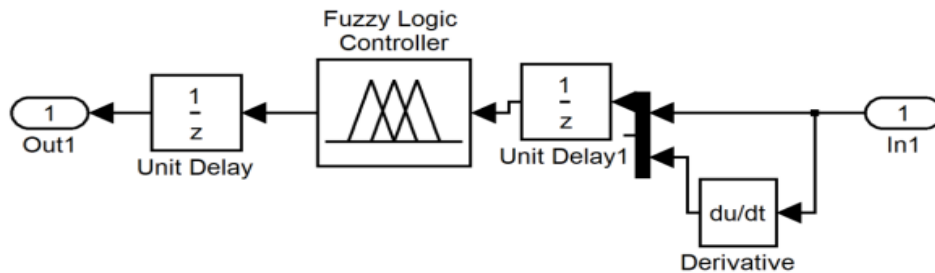 Fuzzy Logic
Controller
1
Out1
1
z
Unit Delay
1
z
Unit Delay1
1
In1
du/dt
Derivative